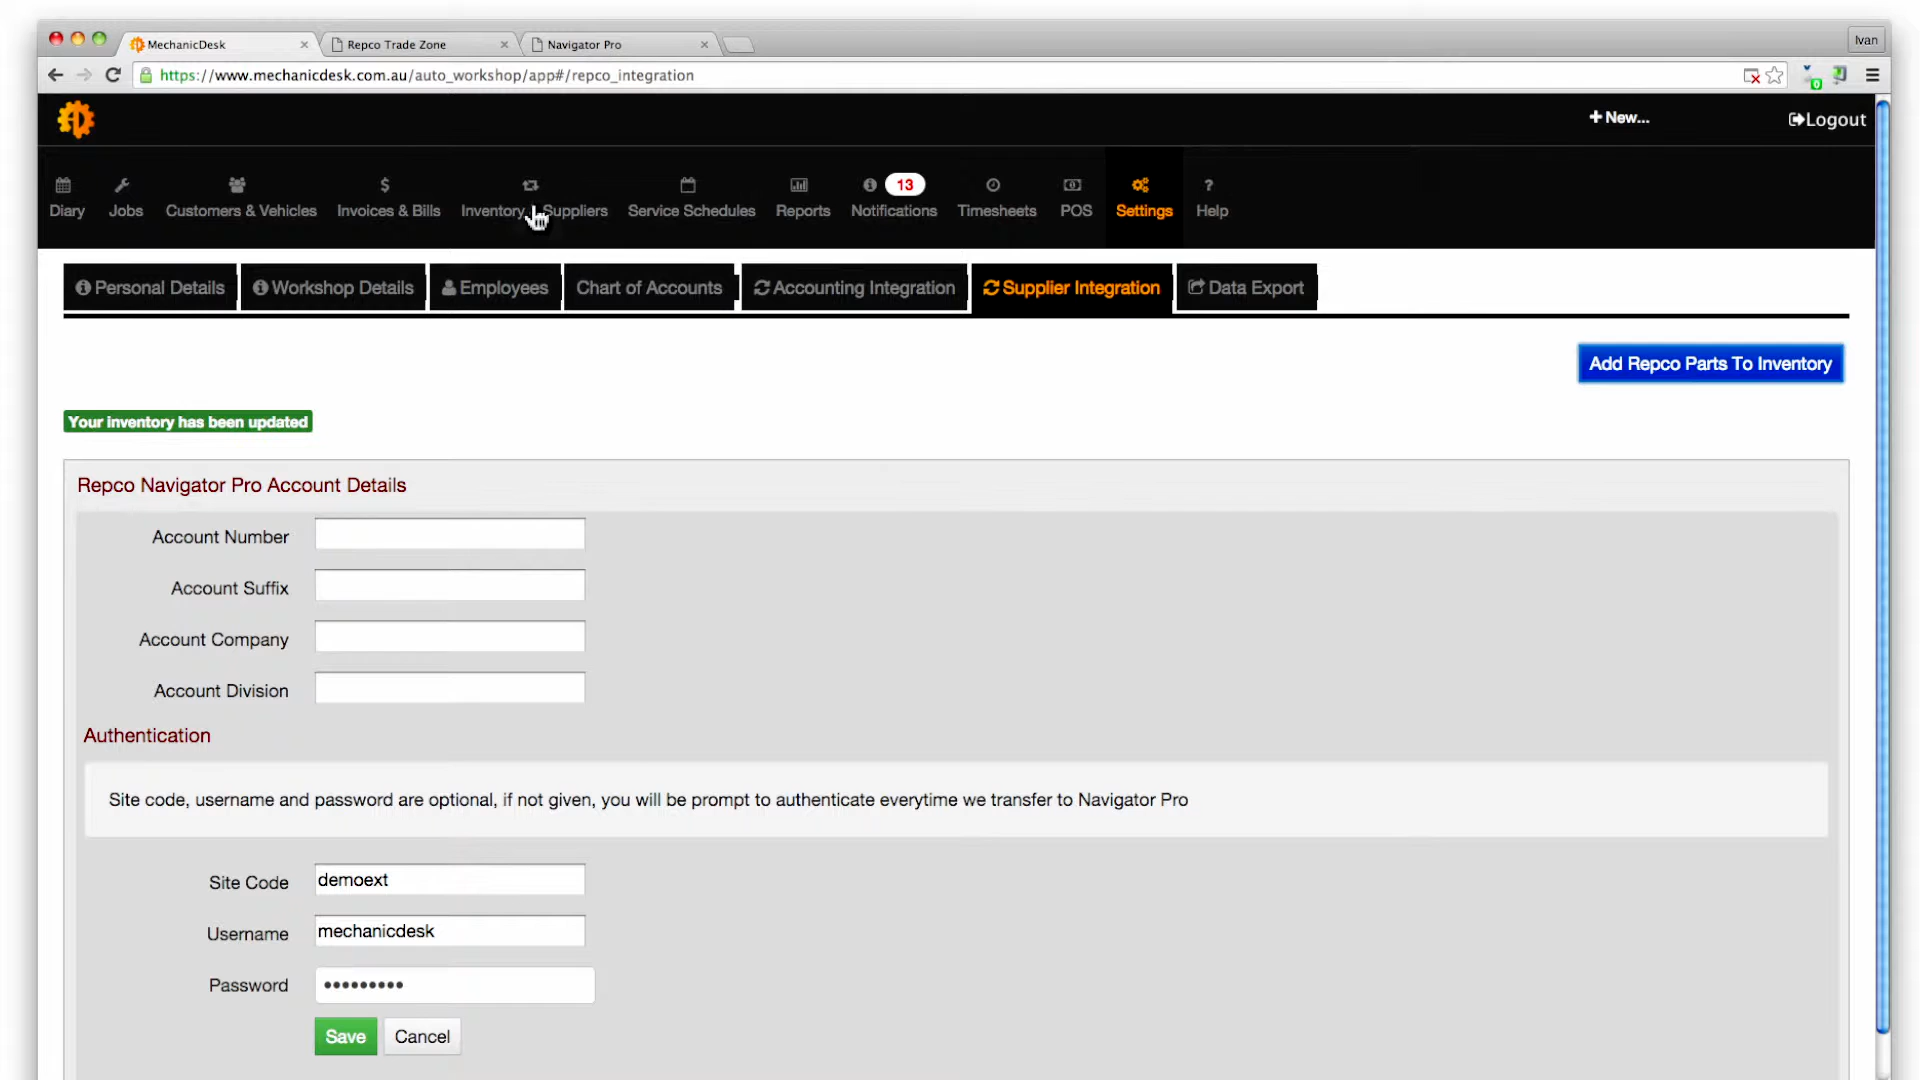 MechanicDesk
Repco Trade Zone
Navigator Pro
Ivan
https://www.mechanicdesk.com.au/auto_workshop/app#/repco_integration
+ New...
Logout
Diary
Jobs
Customers & Vehicles
Invoices & Bills
Inventory Suppliers
Service Schedules
Reports
13
Notifications
Timesheets
POS
Settings
?
Help
Personal Details
Workshop Details
Employees
Chart of Accounts
Accounting Integration
Supplier Integration
Data Export
Add Repco Parts To Inventory
Your inventory has been updated
Repco Navigator Pro Account Details
Account Number
Account Suffix
Account Company
Account Division
Authentication
Site code, username and password are optional, if not given, you will be prompt to authenticate everytime we transfer to Navigator Pro
Site Code demoext
Username mechanicdesk
Password •••••••••
Save Cancel